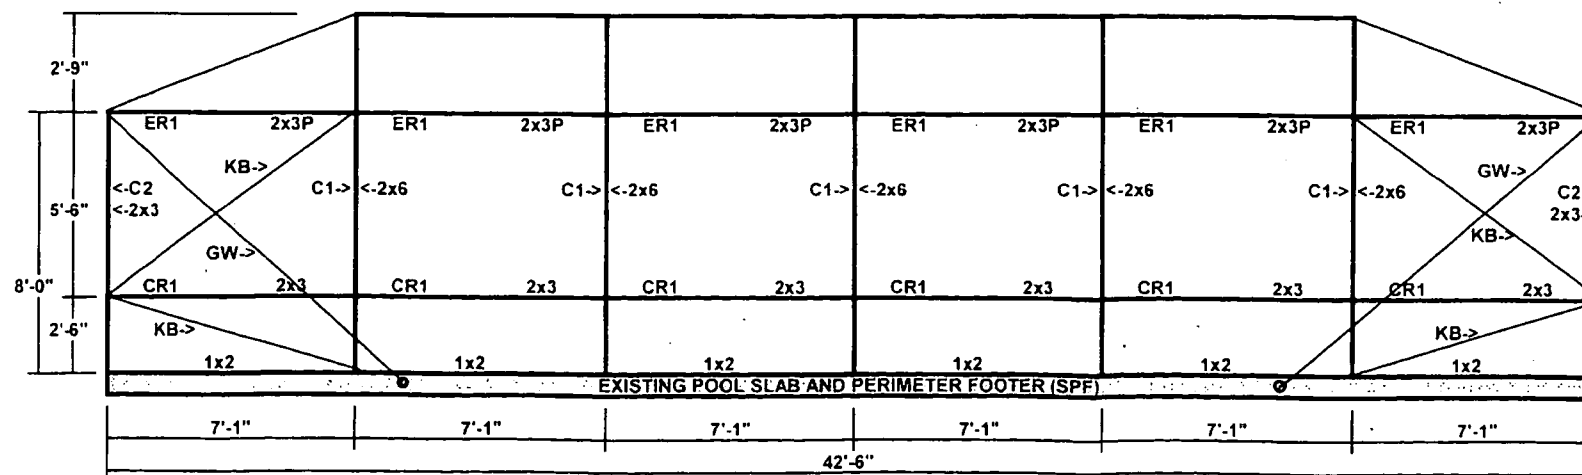 2'-9"
ER1 2x3P ER1 2x3P ER1 2x3P ER1 2x3P ER1 2x3P ER1 2x3P
KB-> GW->
<-C2 C1-> <-2x6 C1-> <-2x6 C1-> <-2x6 C1-> <-2x6 C1-> <-2x6 C2
5'-6" <-2x3 2x3-
KB->
GW->
8'-0" CR1 2x3 CR1 2x3 CR1 2x3 CR1 2x3 CR1 2x3 CR1 2x3
2'-6" KB-> KB->
1x2 1x2 1x2 1x2 1x2 1x2
EXISTING POOL SLAB AND PERIMETER FOOTER (SPF)
7'-1" 7'-1" 7'-1" 7'-1" 7'-1" 7'-1"
42'-6"